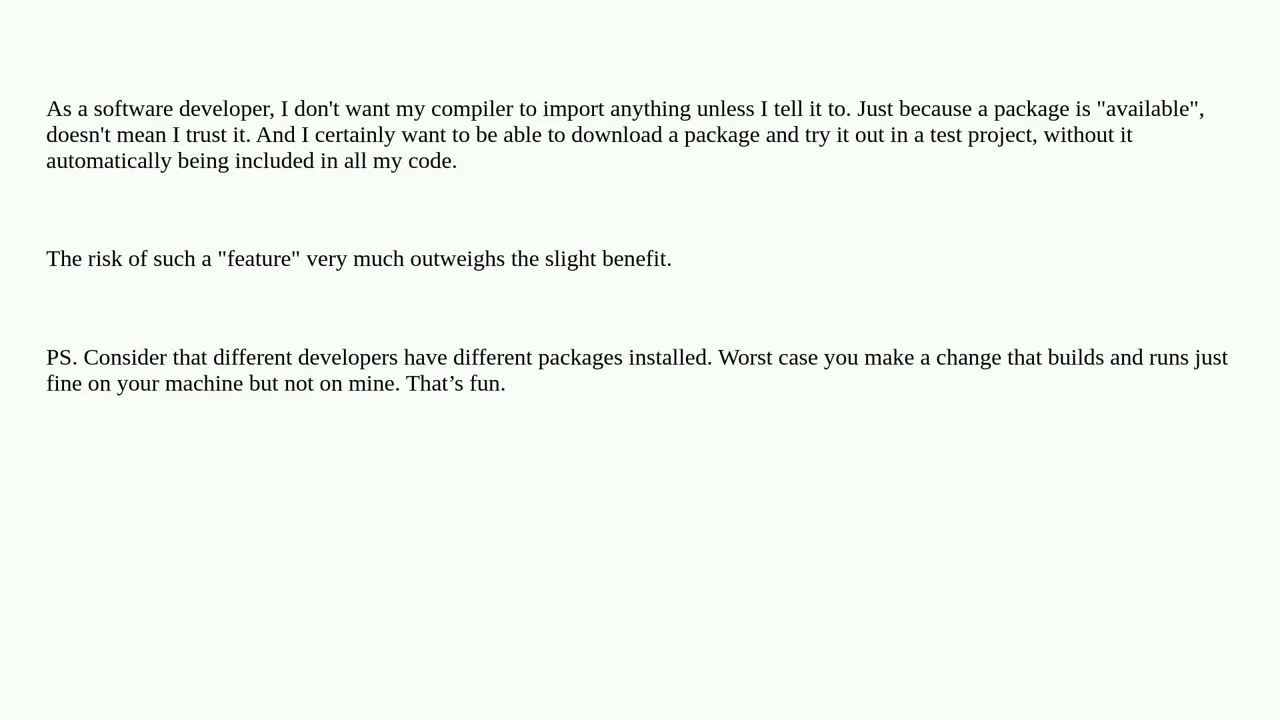 As a software developer, I don't want my compiler to import anything unless I tell it to. Just because a package is "available",
doesn't mean I trust it. And I certainly want to be able to download a package and try it out in a test project, without it
automatically being included in all my code.
The risk of such a "feature" very much outweighs the slight benefit.
PS. Consider that different developers have different packages installed. Worst case you make a change that builds and runs just
fine on your machine but not on mine. That’s fun.